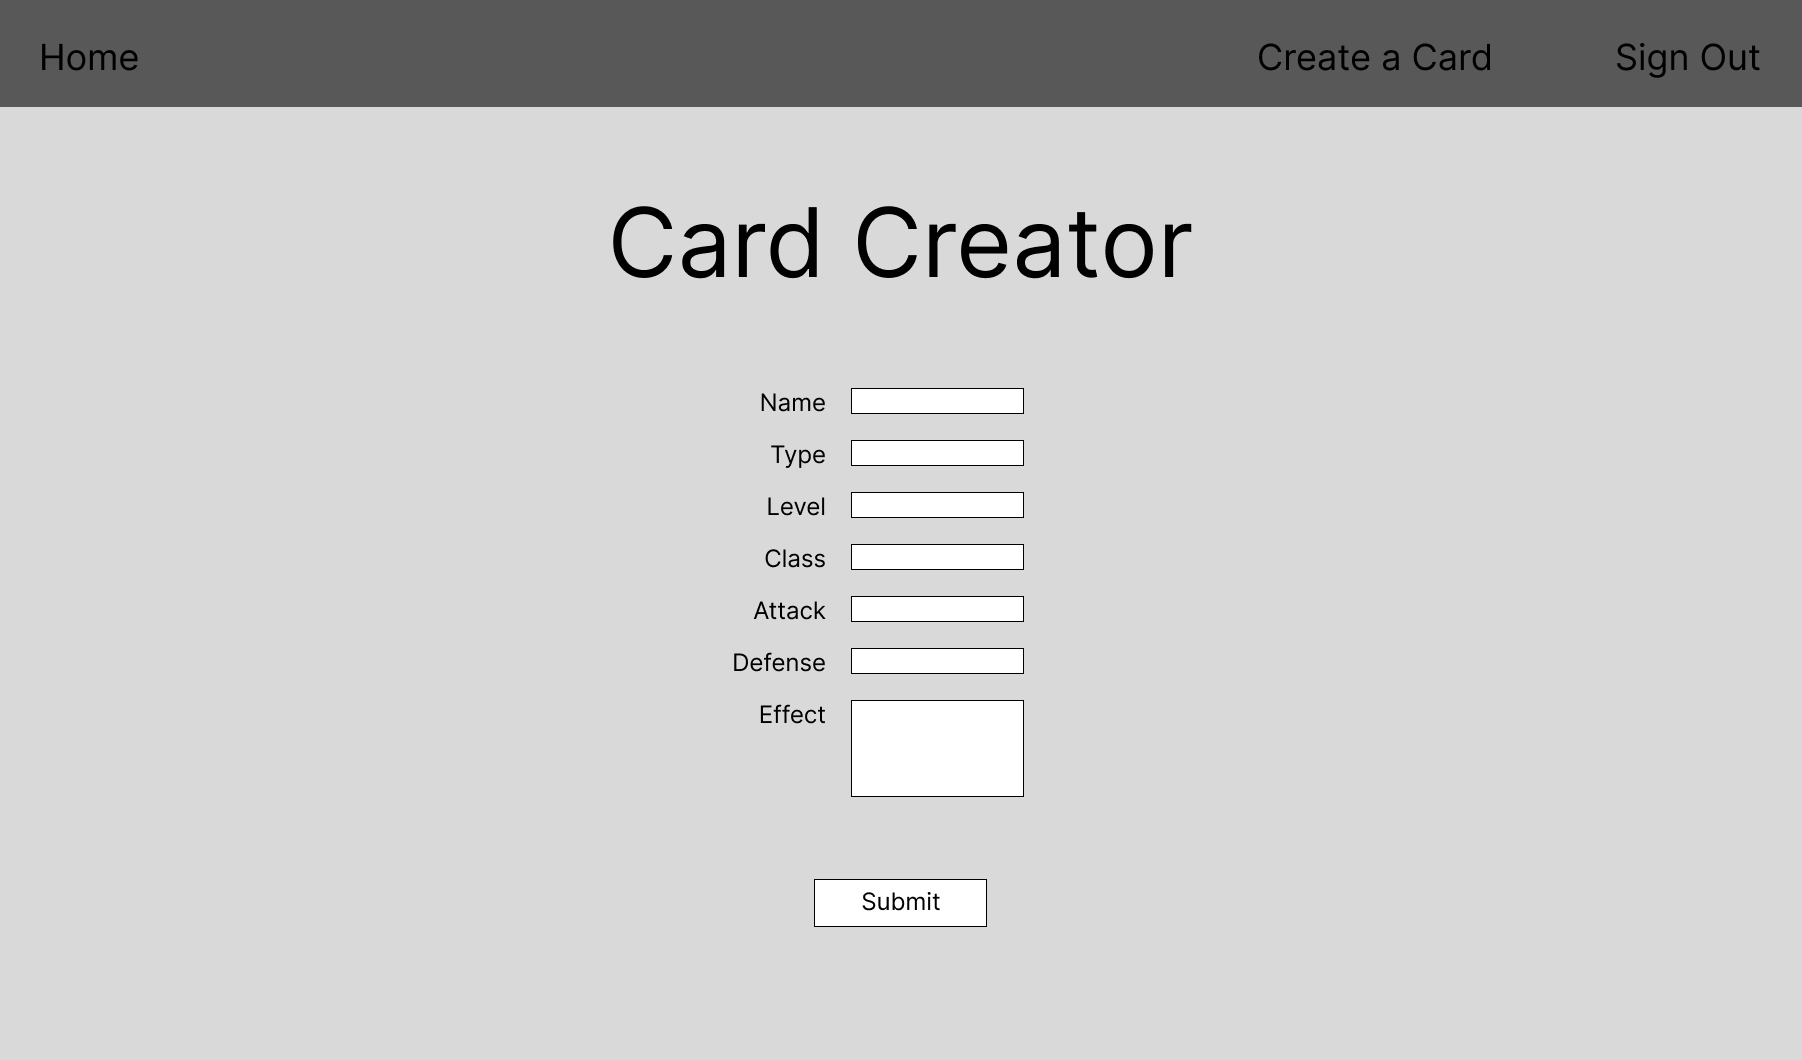 Home Create a Card Sign Out
Card Creator
Name
Type
Level
Class
Attack
Defense
Effect
Submit